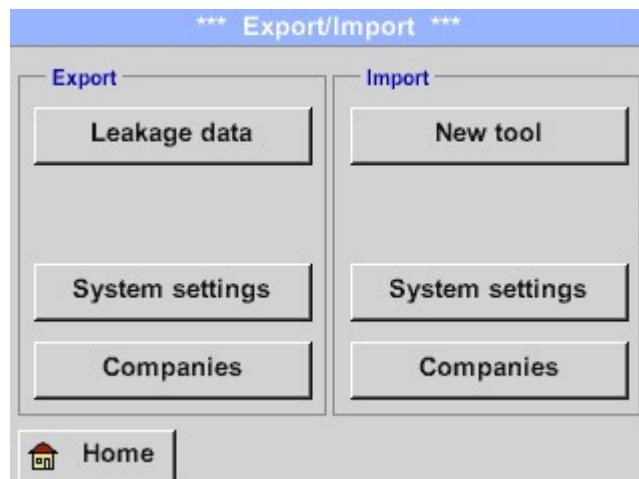 *** Export/Import ***
Export
Leakage data
System settings
Companies
Import
New tool
System settings
Companies
Home